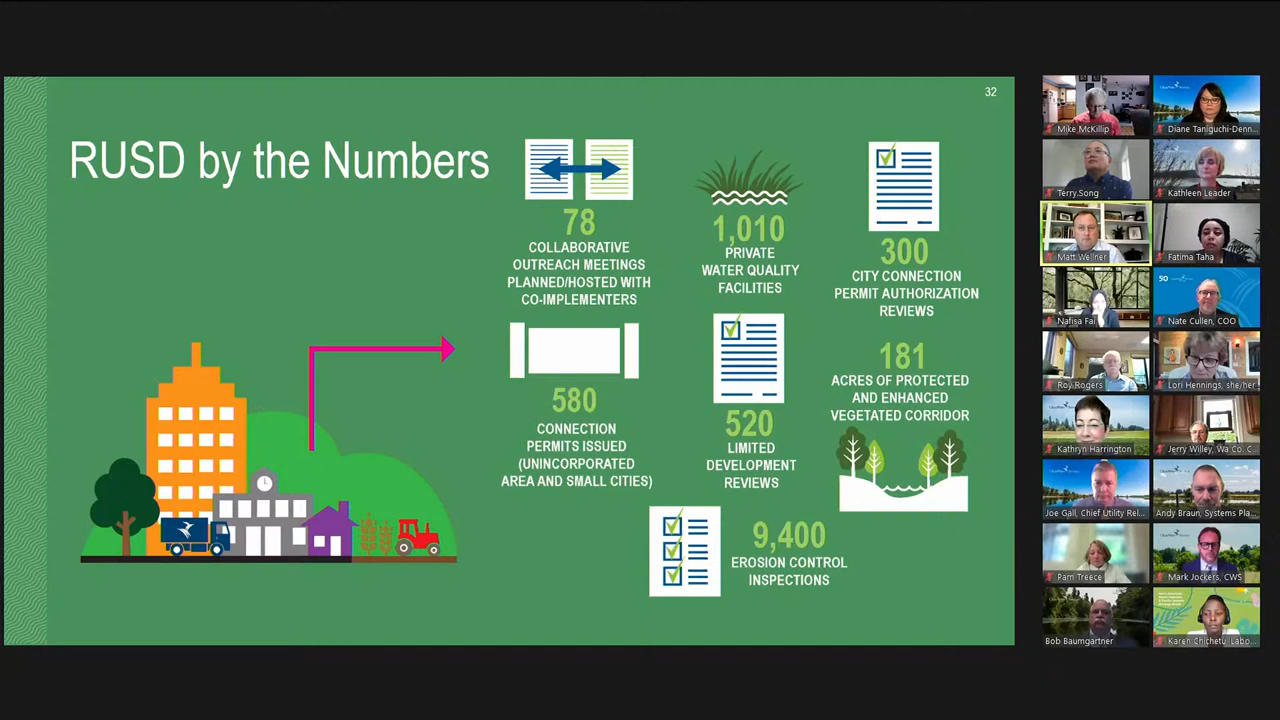 32
RUSD by the Numbers
78
COLLABORATIVE
OUTREACH MEETINGS
PLANNED/HOSTED WITH
CO-IMPLEMENTERS
1,010
PRIVATE
WATER QUALITY
FACILITIES
300
CITY CONNECTION
PERMIT AUTHORIZATION
REVIEWS
580
CONNECTION
PERMITS ISSUED
(UNINCORPORATED
AREA AND SMALL CITIES)
520
LIMITED
DEVELOPMENT
REVIEWS
181
ACRES OF PROTECTED
AND ENHANCED
VEGETATED CORRIDOR
9,400
EROSION CONTROL
INSPECTIONS
Mike McKillip
Diane Taniguchi-Denn...
Terry.Song
Kathleen Leader
Matt Wellner
Fatima Taha
Nafisa Fai
50
Nate Cullen, COO
Roy Rogers
Lori Hennings, she/her
Kathryn Harrington
Jerry Willey, Wa Co. C...
Joe Gall, Chief Utility Rel...
Andy Braun, Systems Pla...
Pam Treece
Mark Jockers, CWS
Bob Baumgartner
Karen Chichetu, Labo...